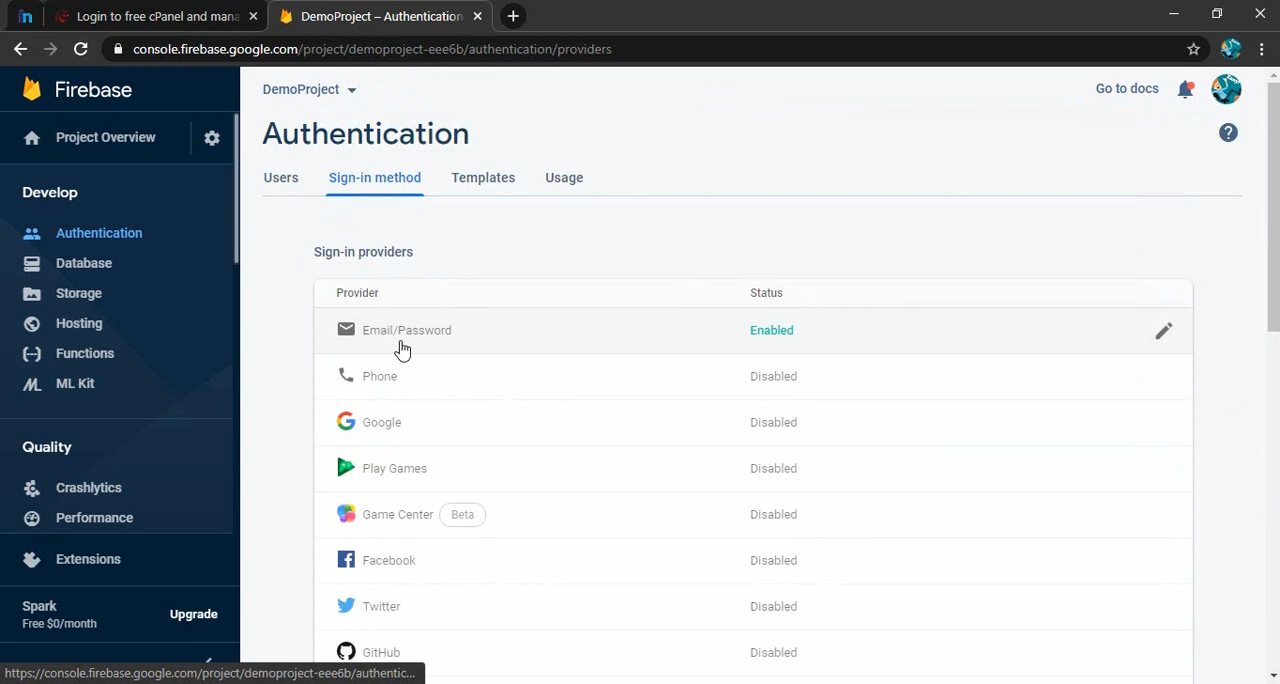 Login to free cPanel and mana
DemoProject – Authentication
console.firebase.google.com/project/demoproject-eee6b/authentication/providers
Firebase
Project Overview
Develop
Authentication
Database
Storage
Hosting
Functions
ML Kit
Quality
Crashlytics
Performance
Extensions
Spark
Free $0/month
Upgrade
DemoProject
Go to docs
Authentication
Users
Sign-in method
Templates
Usage
Sign-in providers
Provider Status
Email/Password Enabled
Phone Disabled
Google Disabled
Play Games Disabled
Game Center Beta Disabled
Facebook Disabled
Twitter Disabled
GitHub Disabled
https://console.firebase.google.com/project/demoproject-eee6b/authentic...